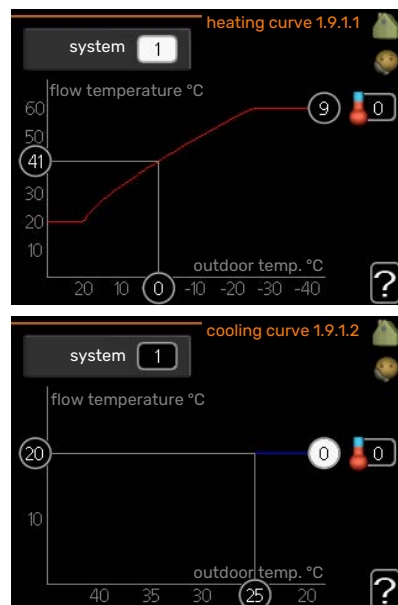 heating curve 1.9.1.1
system 1
flow temperature °C
60 9 0
50
41
30
20
10
outdoor temp. °C
20 10 0 -10 -20 -30 -40
?
cooling curve 1.9.1.2
system 1
flow temperature °C
20 0 0
10
outdoor temp. °C
40 35 30 25 20
?